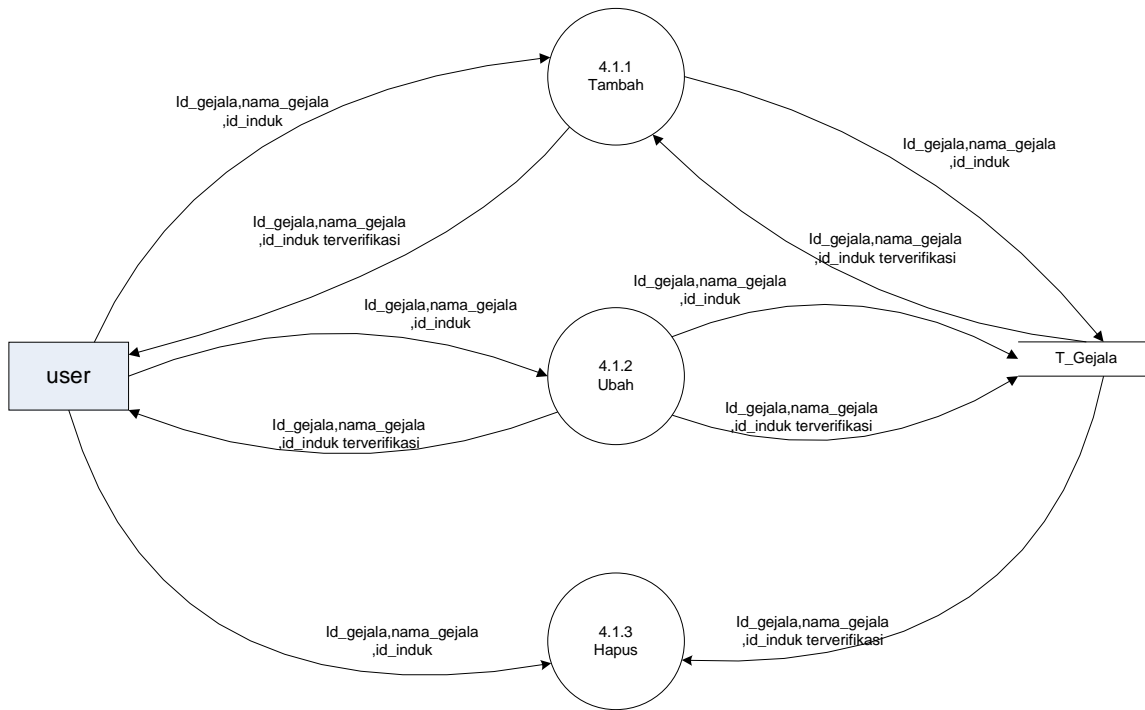 4.1.1
Tambah
Id_gejala,nama_gejala
,id_induk
Id_gejala,nama_gejala
,id_induk
Id_gejala,nama_gejala
,id_induk terverifikasi
Id_gejala,nama_gejala
,id_induk terverifikasi
Id_gejala,nama_gejala
,id_induk
Id_gejala,nama_gejala
,id_induk
user
4.1.2
Ubah
T_Gejala
Id_gejala,nama_gejala
,id_induk terverifikasi
Id_gejala,nama_gejala
,id_induk terverifikasi
4.1.3
Hapus
Id_gejala,nama_gejala
,id_induk
Id_gejala,nama_gejala
,id_induk terverifikasi